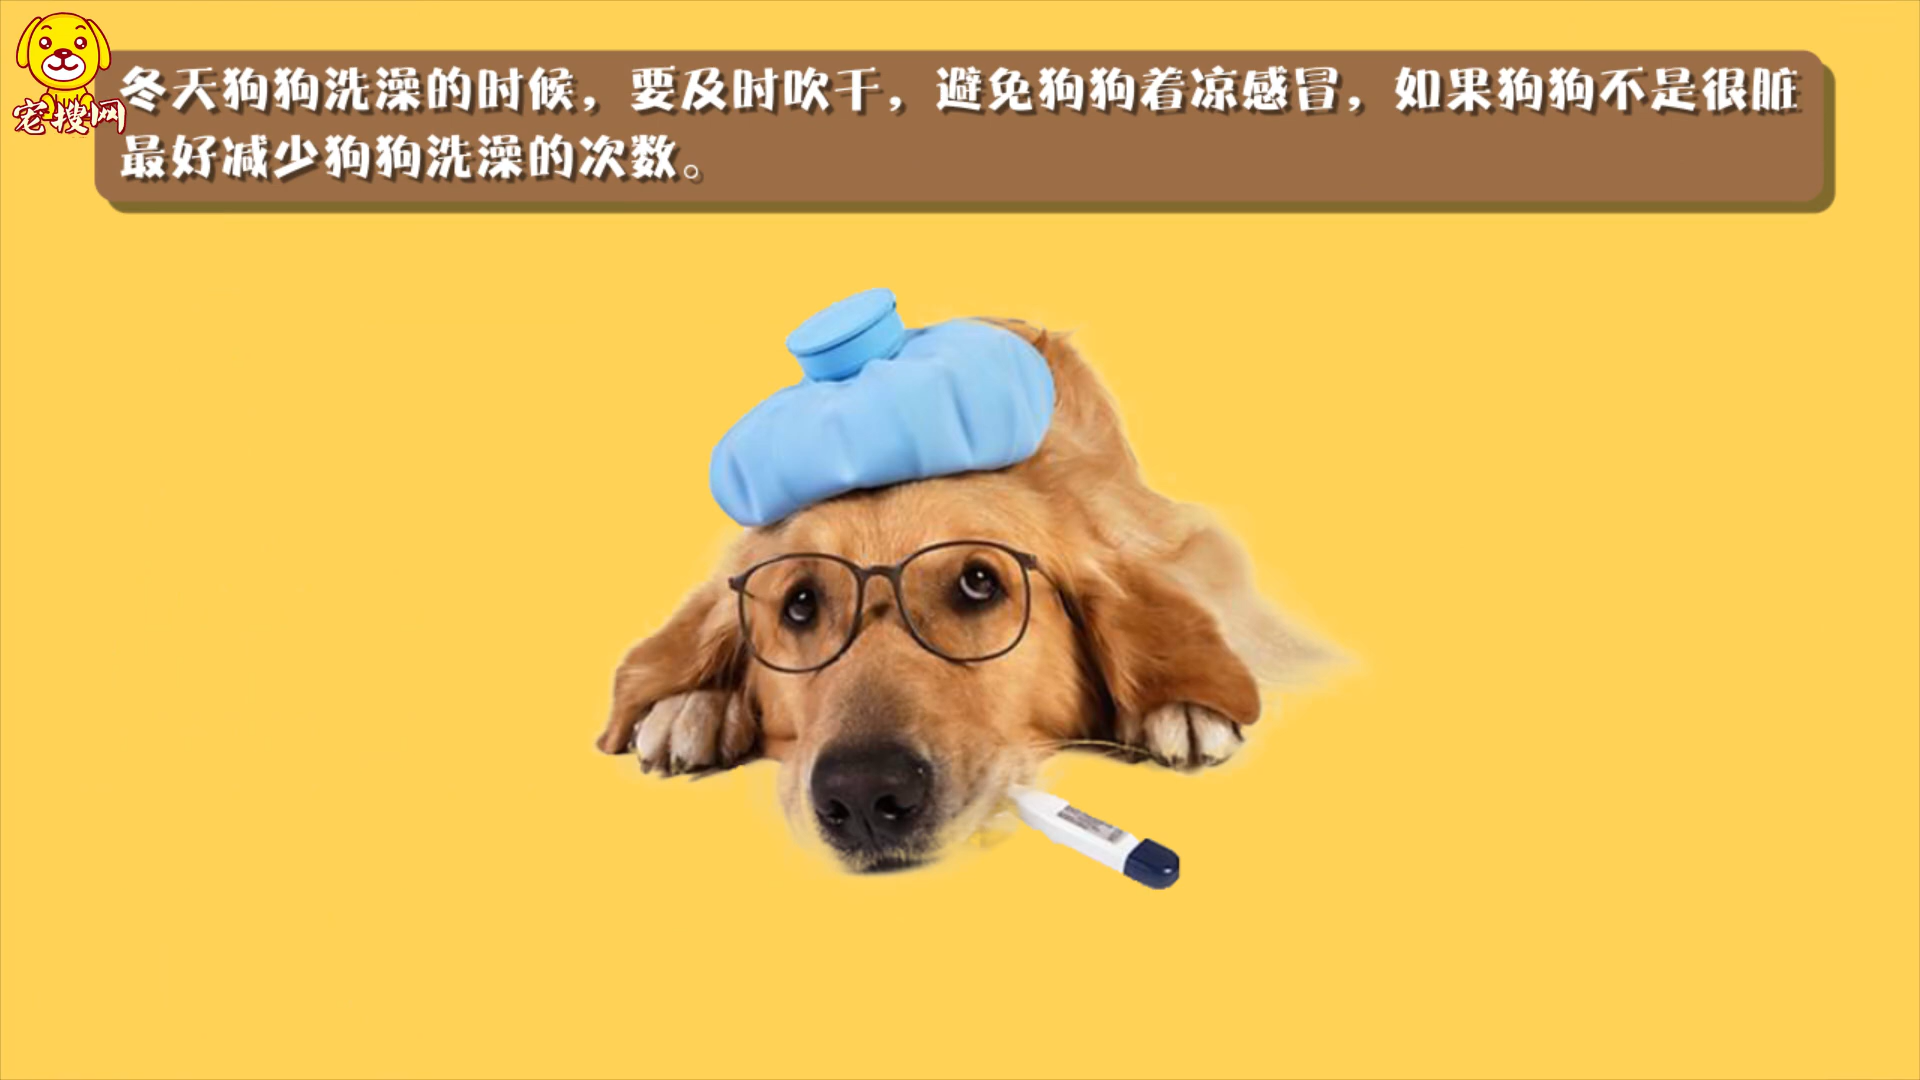 宠搜网
冬天狗狗洗澡的时候，要及时吹干，避免狗狗着凉感冒，如果狗狗不是很脏
最好减少狗狗洗澡的次数。